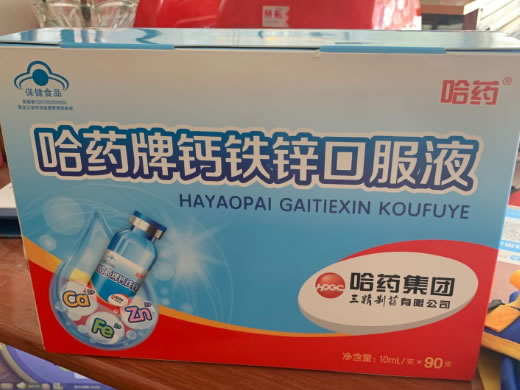 保健食品
哈药®
哈药牌钙铁锌口服液
HAYAOPAI GAITIEXIN KOUFUYE
Ca
Fe
Zn
HPGC
哈药集团
三精制药有限公司
净含量:10mL/支×90支